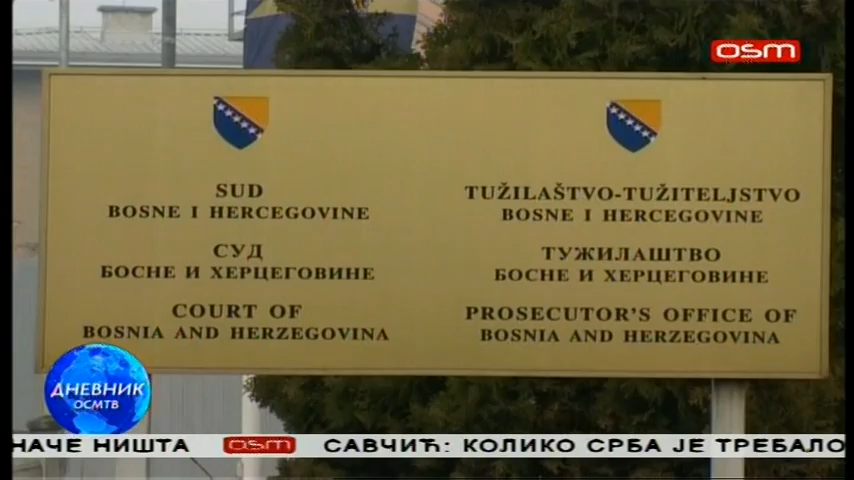 OSM
SUD
BOSNE I HERCEGOVINE
СУД
БОСНЕ И ХЕРЦЕГОВИНЕ
COURT OF
BOSNIA AND HERZEGOVINA
TUŽILAŠTVO-TUŽITELJSTVO
BOSNE I HERCEGOVINE
ТУЖИЛАШТВО
БОСНЕ И ХЕРЦЕГОВИНЕ
PROSECUTOR'S OFFICE OF
BOSNIA AND HERZEGOVINA
ДНЕВНИК
ОСМТВ
НАЧЕ НИШТА OSM САВЧИЋ: КОЛИКО СРБА ЈЕ ТРЕБАЛО